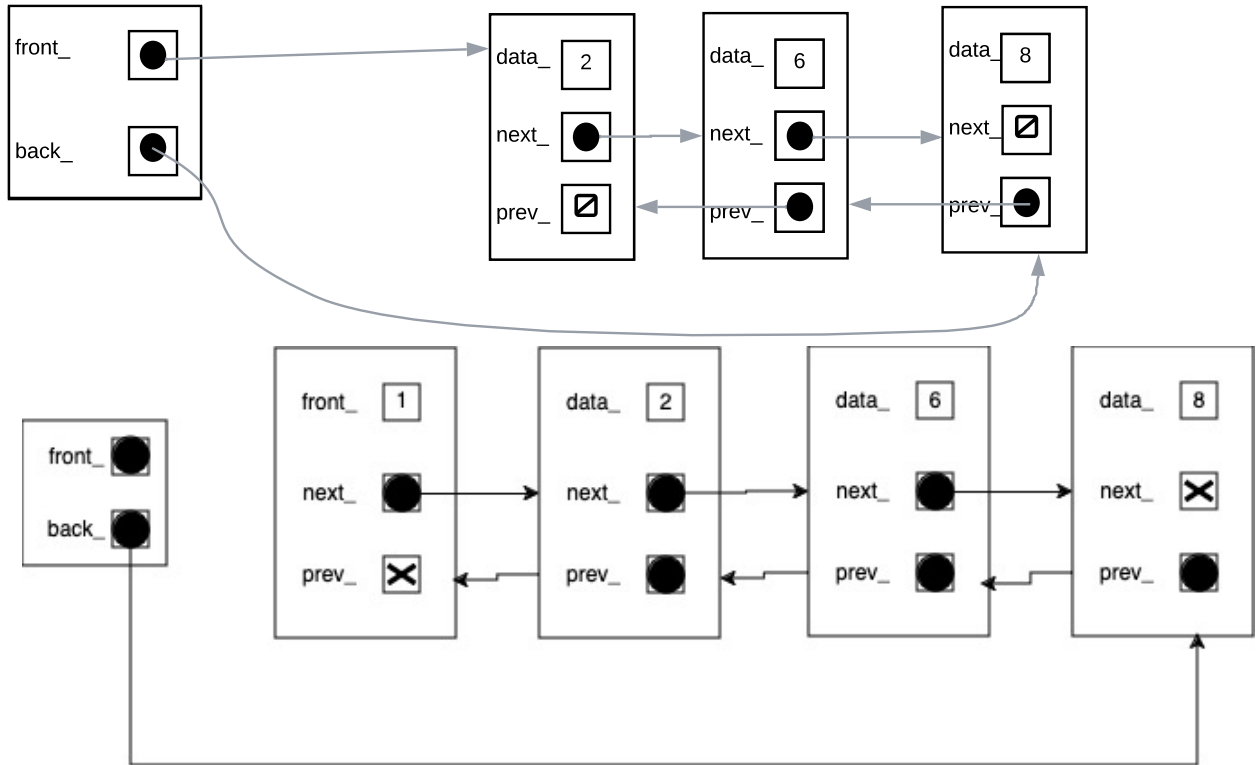 front_
back_
data_ 2
next_
prev_
data_ 6
next_
prev_
data_ 8
next_
prev_
front_
back_
front_ 1
next_
prev_
data_ 2
next_
prev_
data_ 6
next_
prev_
data_ 8
next_
prev_